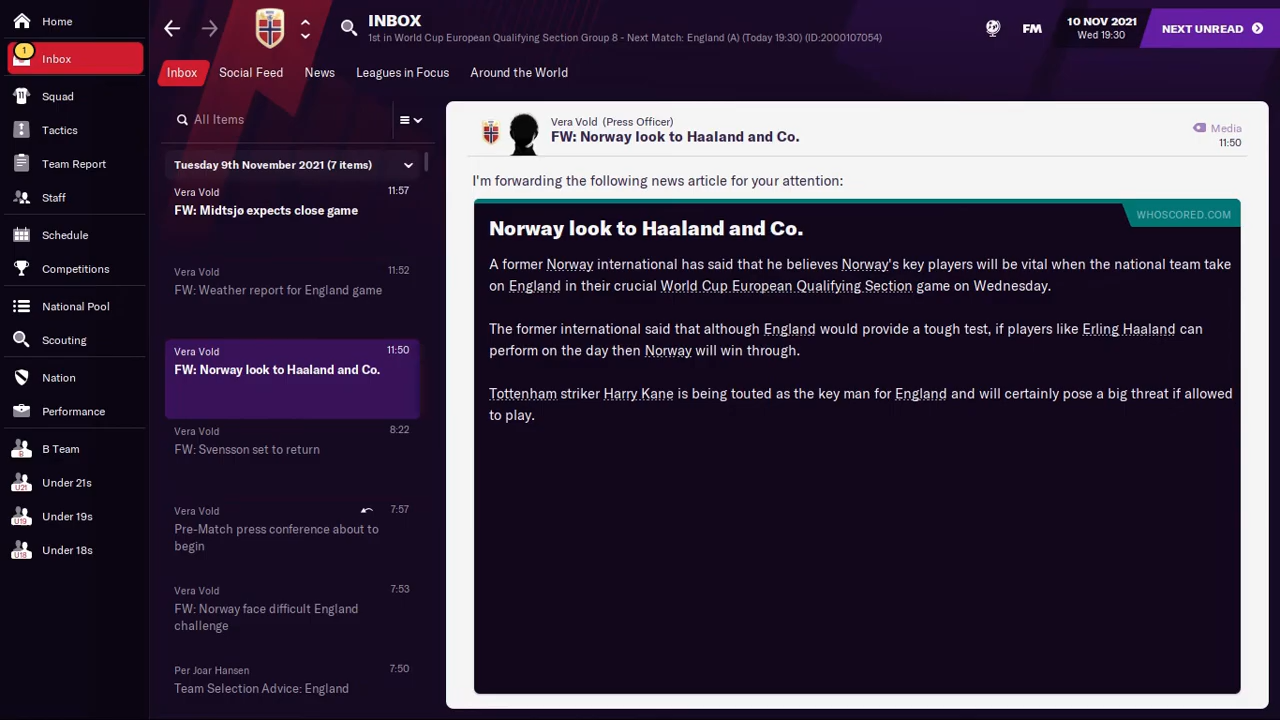 Home
1
Inbox
Squad
Tactics
Team Report
Staff
Schedule
Competitions
National Pool
Scouting
Nation
Performance
B Team
Under 21s
Under 19s
Under 18s
INBOX
1st in World Cup European Qualifying Section Group 8 - Next Match: England (A) (Today 19:30) (ID:2000107054)
FM
10 NOV 2021
Wed 19:30
NEXT UNREAD
Inbox
Social Feed
News
Leagues in Focus
Around the World
All Items
Tuesday 9th November 2021 (7 items)
Vera Vold 11:57
FW: Midtsjø expects close game
Vera Vold 11:52
FW: Weather report for England game
Vera Vold 11:50
FW: Norway look to Haaland and Co.
Vera Vold 8:22
FW: Svensson set to return
Vera Vold 7:57
Pre-Match press conference about to
begin
Vera Vold 7:53
FW: Norway face difficult England
challenge
Per Joar Hansen 7:50
Team Selection Advice: England
Vera Vold (Press Officer)
FW: Norway look to Haaland and Co.
Media
11:50
I'm forwarding the following news article for your attention:
WHOSCORED.COM
Norway look to Haaland and Co.
A former Norway international has said that he believes Norway's key players will be vital when the national team take
on England in their crucial World Cup European Qualifying Section game on Wednesday.
The former international said that although England would provide a tough test, if players like Erling Haaland can
perform on the day then Norway will win through.
Tottenham striker Harry Kane is being touted as the key man for England and will certainly pose a big threat if allowed
to play.